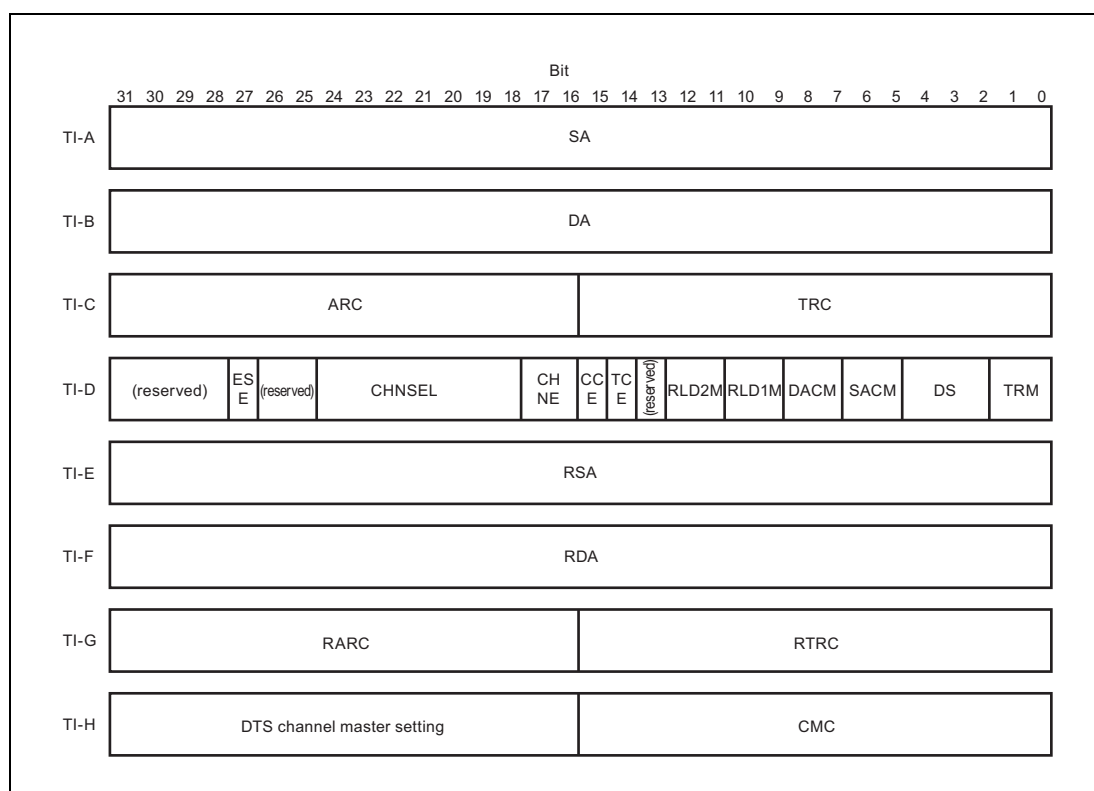 Bit
31 30 29 28 27 26 25 24 23 22 21 20 19 18 17 16 15 14 13 12 11 10 9 8 7 6 5 4 3 2 1 0
TI-A SA
TI-B DA
TI-C ARC TRC
TI-D (reserved) ES E (reserved) CHNSEL CH NE CC E TC E (reserved) RLD2M RLD1M DACM SACM DS TRM
TI-E RSA
TI-F RDA
TI-G RARC RTRC
TI-H DTS channel master setting CMC